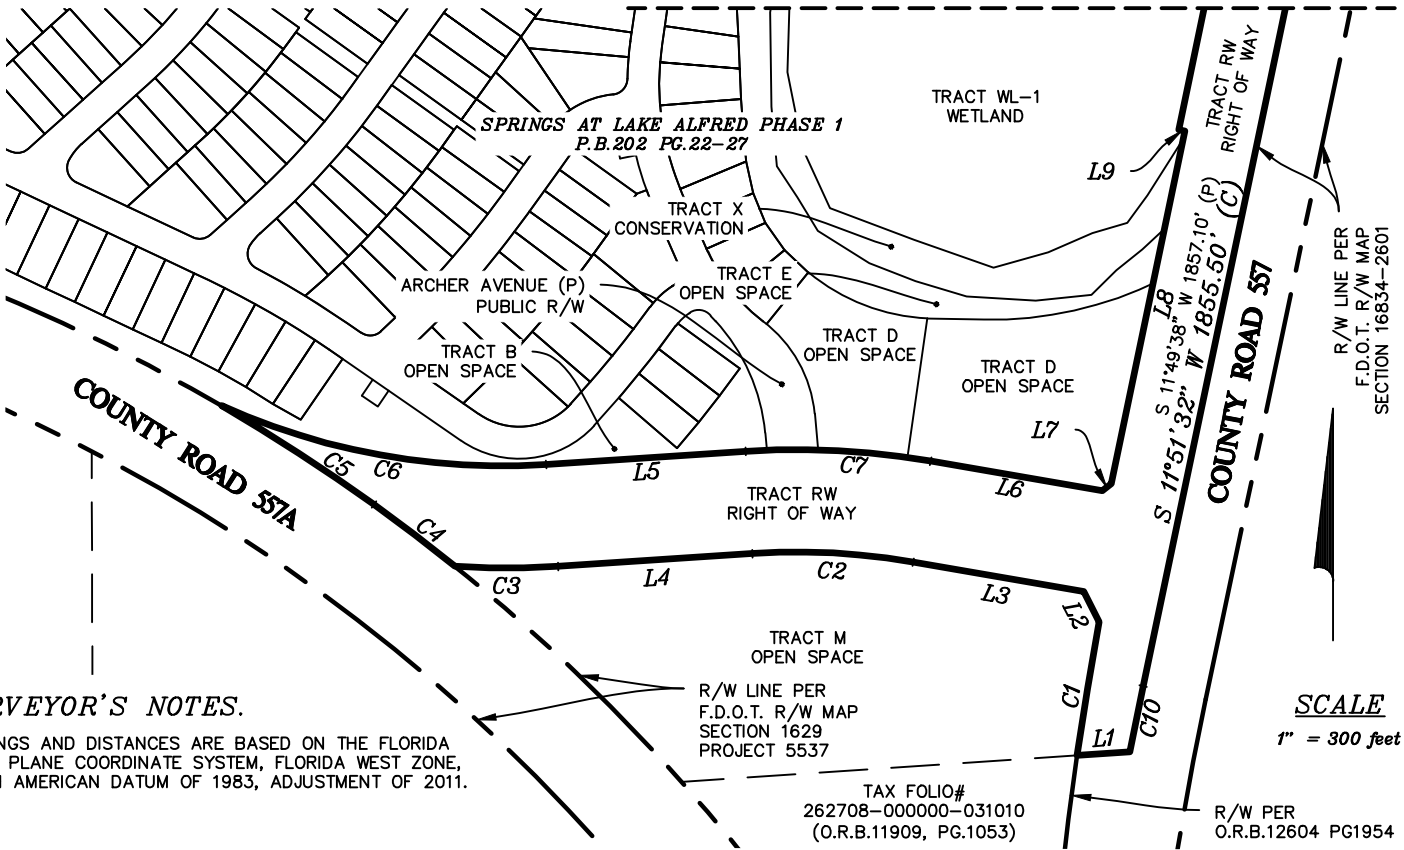 TRACT WL-1
WETLAND
TRACT RW
RIGHT OF WAY
SPRINGS AT LAKE ALFRED PHASE 1
P.B.202 PG.22-27
L9
TRACT X
CONSERVATION
ARCHER AVENUE (P)
PUBLIC R/W
TRACT E
OPEN SPACE
TRACT B
OPEN SPACE
TRACT D
OPEN SPACE
TRACT D
OPEN SPACE
L8
S 11°49'38" W 1857.10' (P)
S 11°51'32" W 1855.50' (C)
COUNTY ROAD 557
R/W LINE PER
F.D.O.T. R/W MAP
SECTION 16834-2601
COUNTY ROAD 557A
L7
C5
C6
L5
C7
L6
TRACT RW
RIGHT OF WAY
C4
C3
L4
C2
L3
L2
TRACT M
OPEN SPACE
C1
C10
L1
R/W LINE PER
F.D.O.T. R/W MAP
SECTION 1629
PROJECT 5537
SCALE
1" = 300 feet
RVEYOR'S NOTES.
NGS AND DISTANCES ARE BASED ON THE FLORIDA
PLANE COORDINATE SYSTEM, FLORIDA WEST ZONE,
AMERICAN DATUM OF 1983, ADJUSTMENT OF 2011.
TAX FOLIO#
262708-000000-031010
(O.R.B.11909, PG.1053)
R/W PER
O.R.B.12604 PG1954